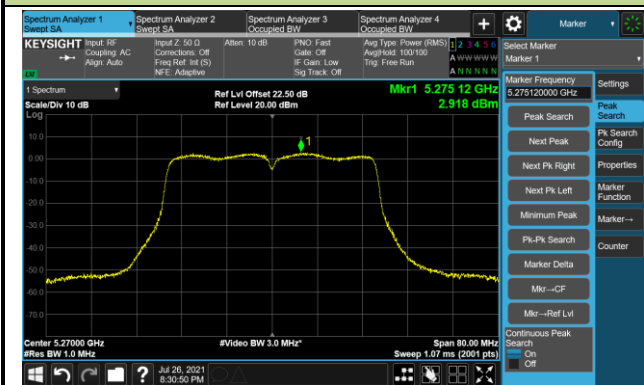 Spectrum Analyzer 1
Swept SA
Spectrum Analyzer 2
Swept SA
Spectrum Analyzer 3
Occupied BW
Spectrum Analyzer 4
Occupied BW
+
Marker
KEYSIGHT
Input: RF
Coupling: AC
Align: Auto
Input Z: 50 Ω
Corrections: Off
Freq Ref: Int (S)
NFE: Adaptive
Atten: 10 dB
PNO: Fast
Gate: Off
IF Gain: Low
Sig Track: Off
Avg Type: Power (RMS)
Avg|Hold: 100/100
Trig: Free Run
1 2 3 4 5 6
A W W W W W
A N N N N N
Select Marker
Marker 1
1 Spectrum
Scale/Div 10 dB
Log
Ref Lvl Offset 22.50 dB
Ref Level 20.00 dBm
Mkr1 5.275 12 GHz
2.918 dBm
10.0
0.00
-10.0
-20.0
-30.0
-40.0
-50.0
-60.0
-70.0
1
Center 5.27000 GHz
#Res BW 1.0 MHz
#Video BW 3.0 MHz*
Span 80.00 MHz
Sweep 1.07 ms (2001 pts)
Marker Frequency
5.275120000 GHz
Peak Search
Next Peak
Next Pk Right
Next Pk Left
Minimum Peak
Pk-Pk Search
Marker Delta
Mkr→CF
Mkr→Ref Lvl
Continuous Peak
Search
On
Off
Settings
Peak
Search
Pk Search
Config
Properties
Marker
Function
Marker→
Counter
?
Jul 26, 2021
8:30:50 PM